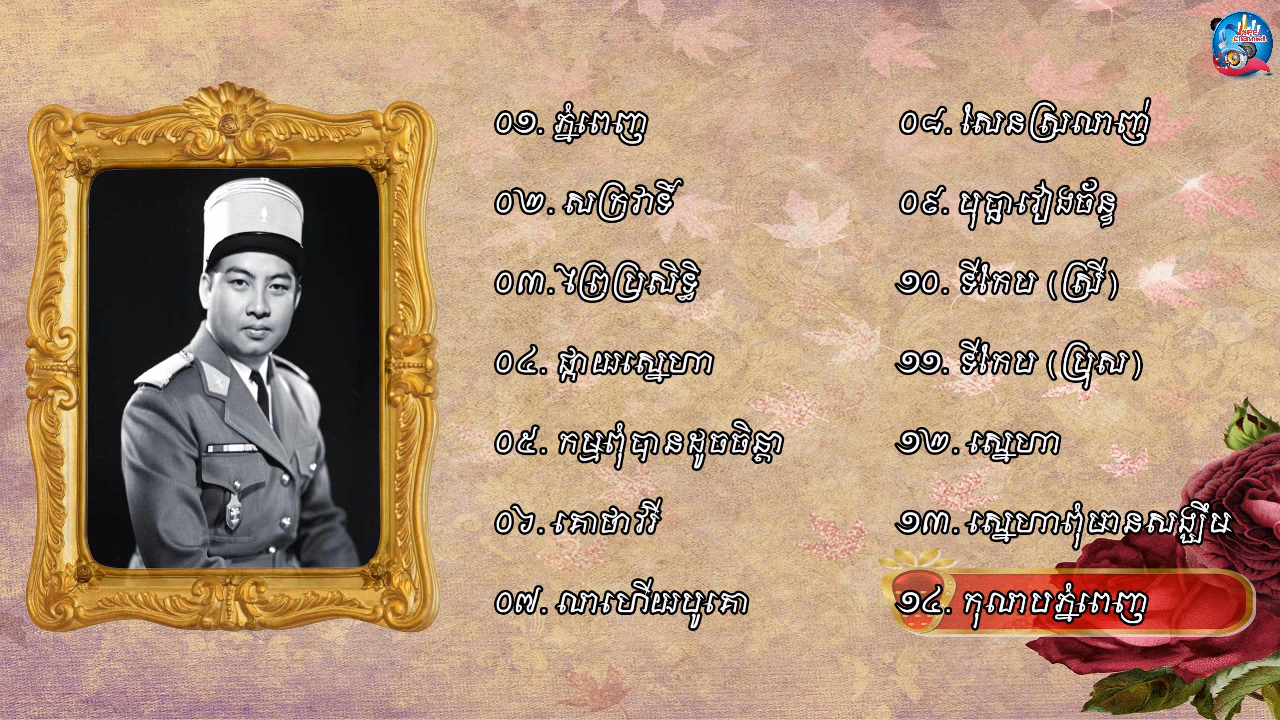 ០១. ភ្នំពេញ
០២. សក្រវាទី
០៣. ព្រៃប្រសិទ្ធិ
០៤. ផ្កាយស្នេហា
០៥. កម្មពុំបានដូចចិន្តា
០៦. គោថាវរី
០៧. លាហើយបូគោ
០៨. សែនស្រណាញ់
០៩. បុប្ផាវៀងច័ន្ទ
១០. ទីកែប (ស្រី)
១១. ទីកែប (ប្រុស)
១២. ស្នេហា
១៣. ស្នេហាពុំមានសង្ឃឹម
១៤. កុលាបភ្នំពេញ